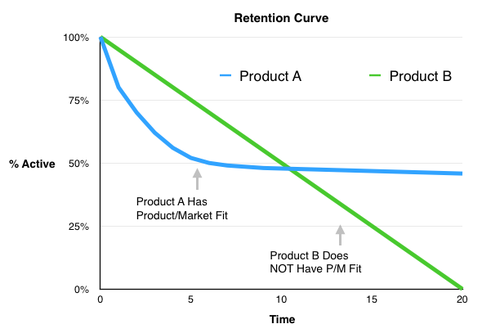 Retention Curve
100%
Product A
Product B
75%
% Active
50%
Product A Has
Product/Market Fit
25%
Product B Does
NOT Have P/M Fit
0%
0
5
10
15
20
Time